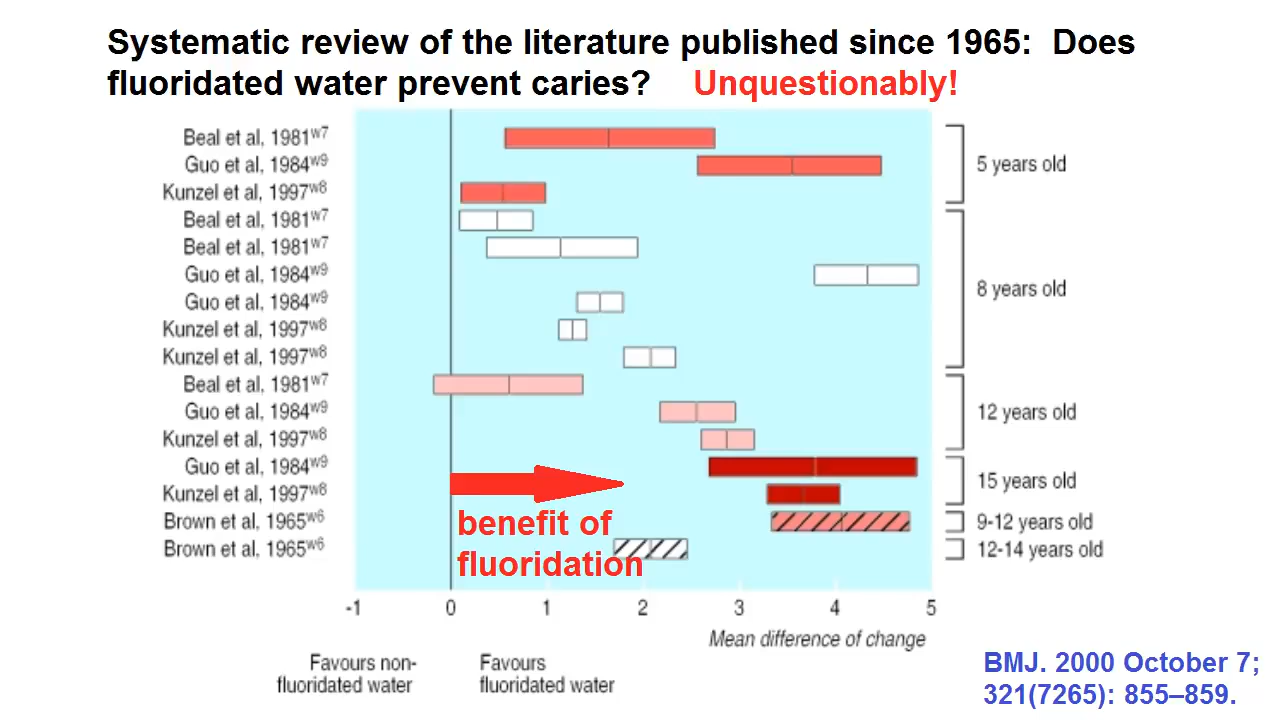 Systematic review of the literature published since 1965: Does
fluoridated water prevent caries? Unquestionably!
Beal et al, 1981w7
Guo et al, 1984w9
Kunzel et al, 1997w8
5 years old
Beal et al, 1981w7
Beal et al, 1981w7
Guo et al, 1984w9
Guo et al, 1984w9
Kunzel et al, 1997w8
Kunzel et al, 1997w8
8 years old
Beal et al, 1981w7
Guo et al, 1984w9
Kunzel et al, 1997w8
12 years old
Guo et al, 1984w9
Kunzel et al, 1997w8
15 years old
Brown et al, 1965w6
9-12 years old
Brown et al, 1965w6
12-14 years old
benefit of
fluoridation
-1 0 1 2 3 4 5
Mean difference of change
Favours non-
fluoridated water
Favours
fluoridated water
BMJ. 2000 October 7;
321(7265): 855–859.